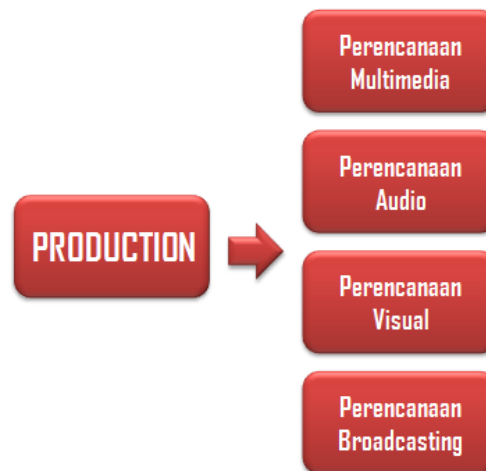 PRODUCTION
Perencanaan
Multimedia
Perencanaan
Audio
Perencanaan
Visual
Perencanaan
Broadcasting